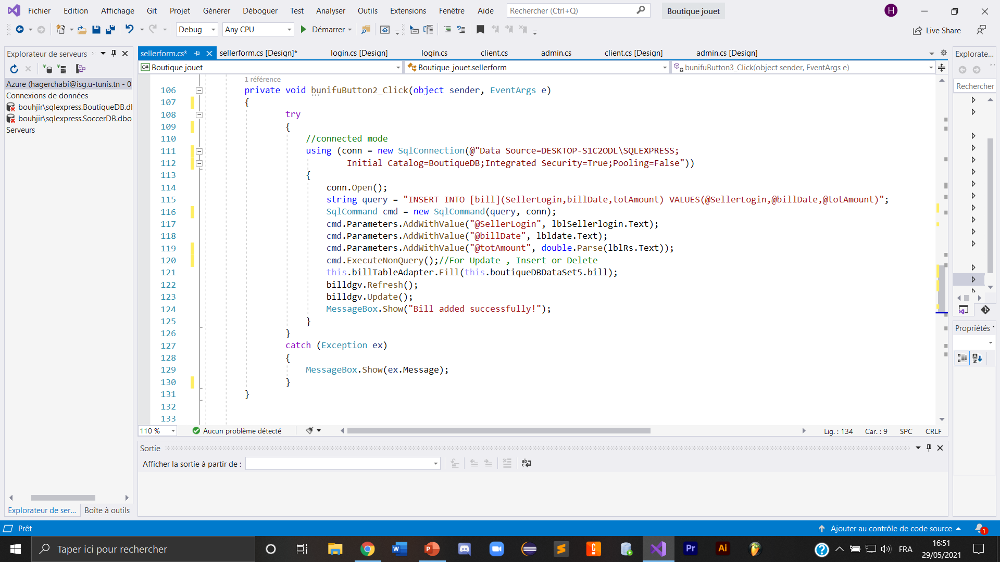 Fichier Edition Affichage Git Projet Générer Déboguer Test Analyser Outils Extensions Fenêtre Aide Rechercher (Ctrl+Q) Boutique jouet H
Debug Any CPU Démarrer Live Share
Explorateur de serveurs
Azure (hagerchabi@isg.u-tunis.tn - 0
Connexions de données
bouhjir\sqlexpress.BoutiqueDB.dl
bouhjir\sqlexpress.SoccerDB.dbo
Serveurs
Explorateur de ser... Boîte à outils
sellerform.cs* sellerform.cs [Design]* login.cs [Design] login.cs client.cs admin.cs client.cs [Design] admin.cs [Design]
C# Boutique jouet Boutique_jouet.sellerform bunifuButton3_Click(object sender, EventArgs e)
1 référence
106 private void bunifuButton2_Click(object sender, EventArgs e)
107 {
108 try
109 {
110 //connected mode
111 using (conn = new SqlConnection(@"Data Source=DESKTOP-S1C2ODL\SQLEXPRESS;
112 Initial Catalog=BoutiqueDB;Integrated Security=True;Pooling=False"))
113 {
114 conn.Open();
115 string query = "INSERT INTO [bill](SellerLogin,billDate,totAmount) VALUES(@SellerLogin,@billDate,@totAmount)";
116 SqlCommand cmd = new SqlCommand(query, conn);
117 cmd.Parameters.AddWithValue("@SellerLogin", lblSellerlogin.Text);
118 cmd.Parameters.AddWithValue("@billDate", lbldate.Text);
119 cmd.Parameters.AddWithValue("@totAmount", double.Parse(lblRs.Text));
120 cmd.ExecuteNonQuery();//For Update , Insert or Delete
121 this.billTableAdapter.Fill(this.boutiqueDBDataSet5.bill);
122 billdgv.Refresh();
123 billdgv.Update();
124 MessageBox.Show("Bill added successfully!");
125 }
126 }
127 catch (Exception ex)
128 {
129 MessageBox.Show(ex.Message);
130 }
131 }
132
133
110 % Aucun problème détecté Lig. : 134 Car. : 9 SPC CRLF
Sortie
Afficher la sortie à partir de :
Explorate...
Rechercher
Propriétés
Prêt Ajouter au contrôle de code source 1
Taper ici pour rechercher
FRA
16:51
29/05/2021